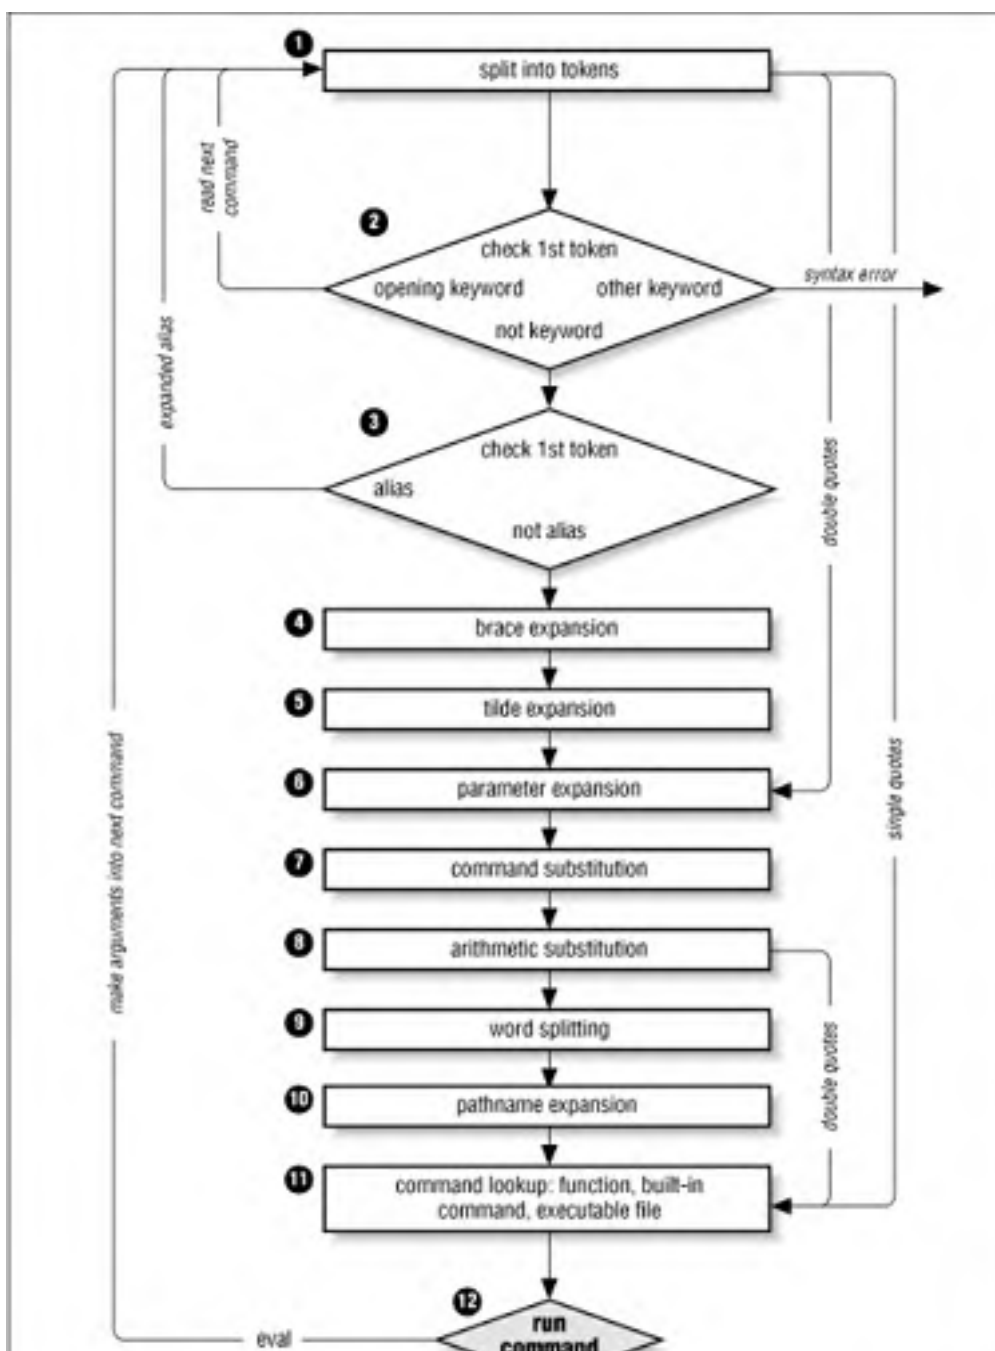 1
split into tokens
read next
command
2
check 1st token
opening keyword other keyword
not keyword
syntax error
expanded alias
3
check 1st token
alias
not alias
double quotes
4
brace expansion
5
tilde expansion
6
parameter expansion
make arguments into next command
single quotes
7
command substitution
8
arithmetic substitution
9
word splitting
double quotes
10
pathname expansion
11
command lookup: function, built-in
command, executable file
12
run
command
eval